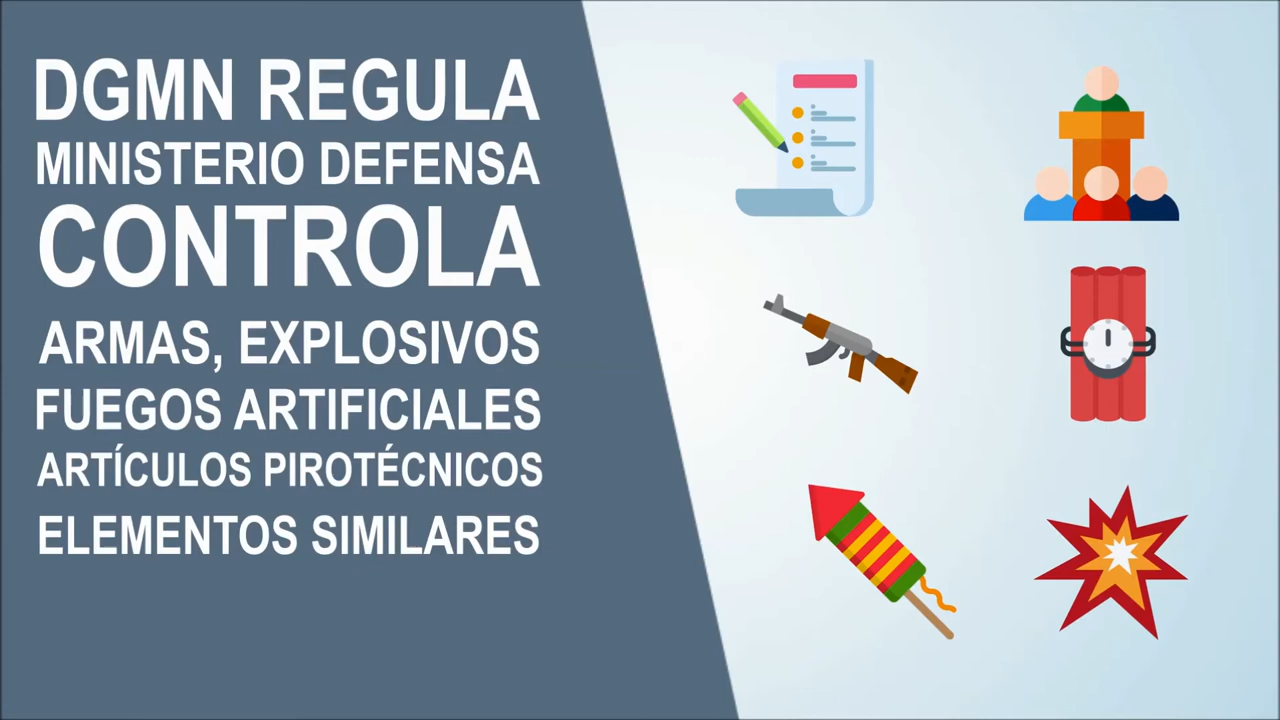 DGMN REGULA
MINISTERIO DEFENSA
CONTROLA
ARMAS, EXPLOSIVOS
FUEGOS ARTIFICIALES
ARTÍCULOS PIROTÉCNICOS
ELEMENTOS SIMILARES